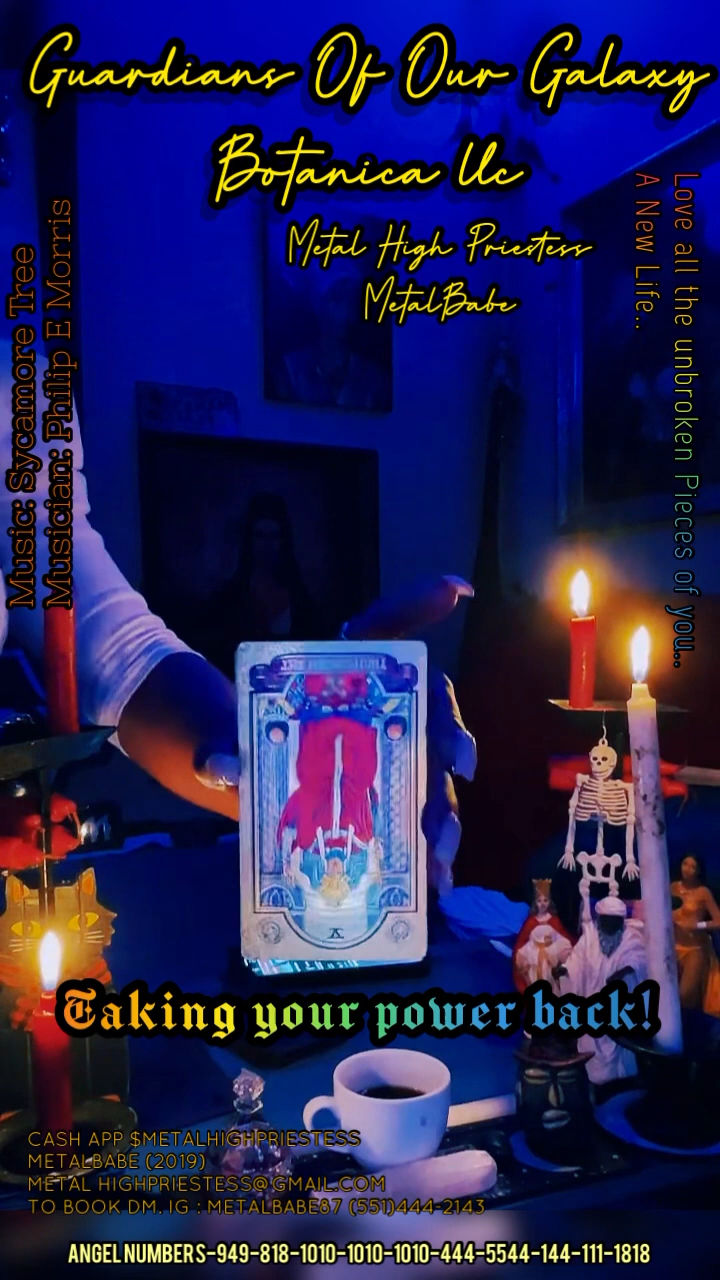 Guardians Of Our Galaxy
Botanica llc
Metal High Priestess
MetalBabe
Music: Sycamore Tree
Musician: Philip E Morris
Love all the unbroken Pieces of you..
A New Life..
V
Taking your power back!
CASH APP $METALHIGHPRIESTESS
METALBABE (2019)
METAL HIGHPRIESTESS@GMAIL.COM
TO BOOK DM. IG : METALBABE87 (551)444-2143
ANGEL NUMBERS-949-818-1010-1010-1010-444-5544-144-111-1818